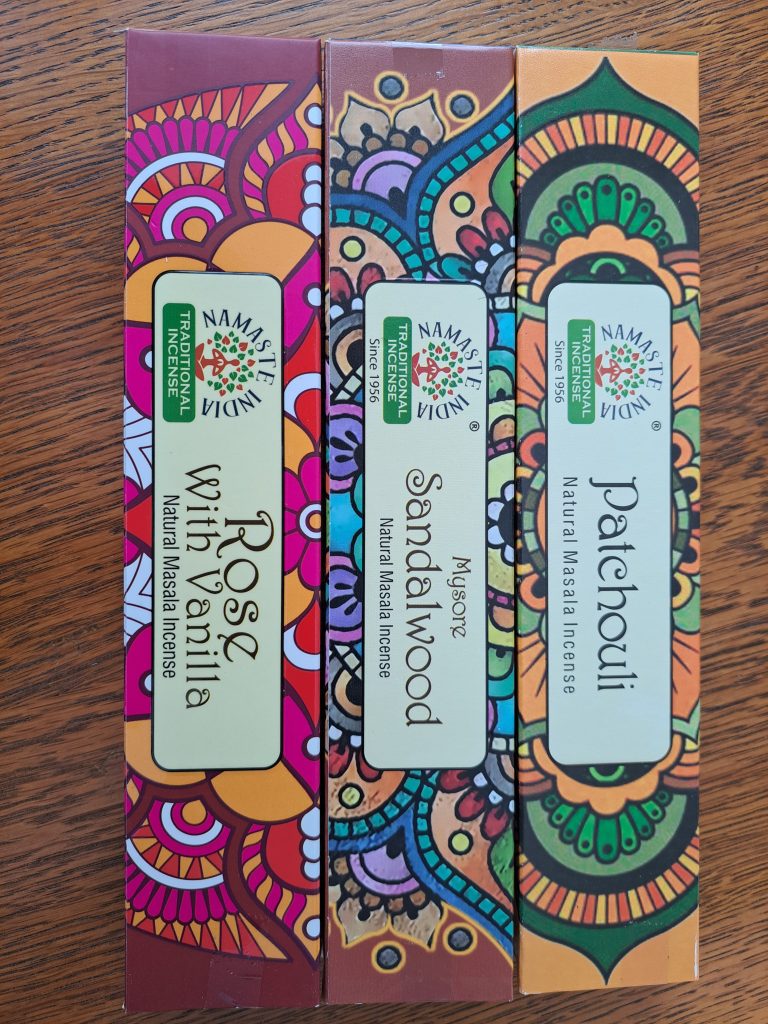 NAMASTE INDIA
TRADITIONAL
INCENSE
Rose
With Vanilla
Natural Masala Incense
NAMASTE INDIA
®
TRADITIONAL
INCENSE
Since 1956
Mysore
Sandalwood
Natural Masala Incense
NAMASTE INDIA
®
TRADITIONAL
INCENSE
Since 1956
Patchouli
Natural Masala Incense